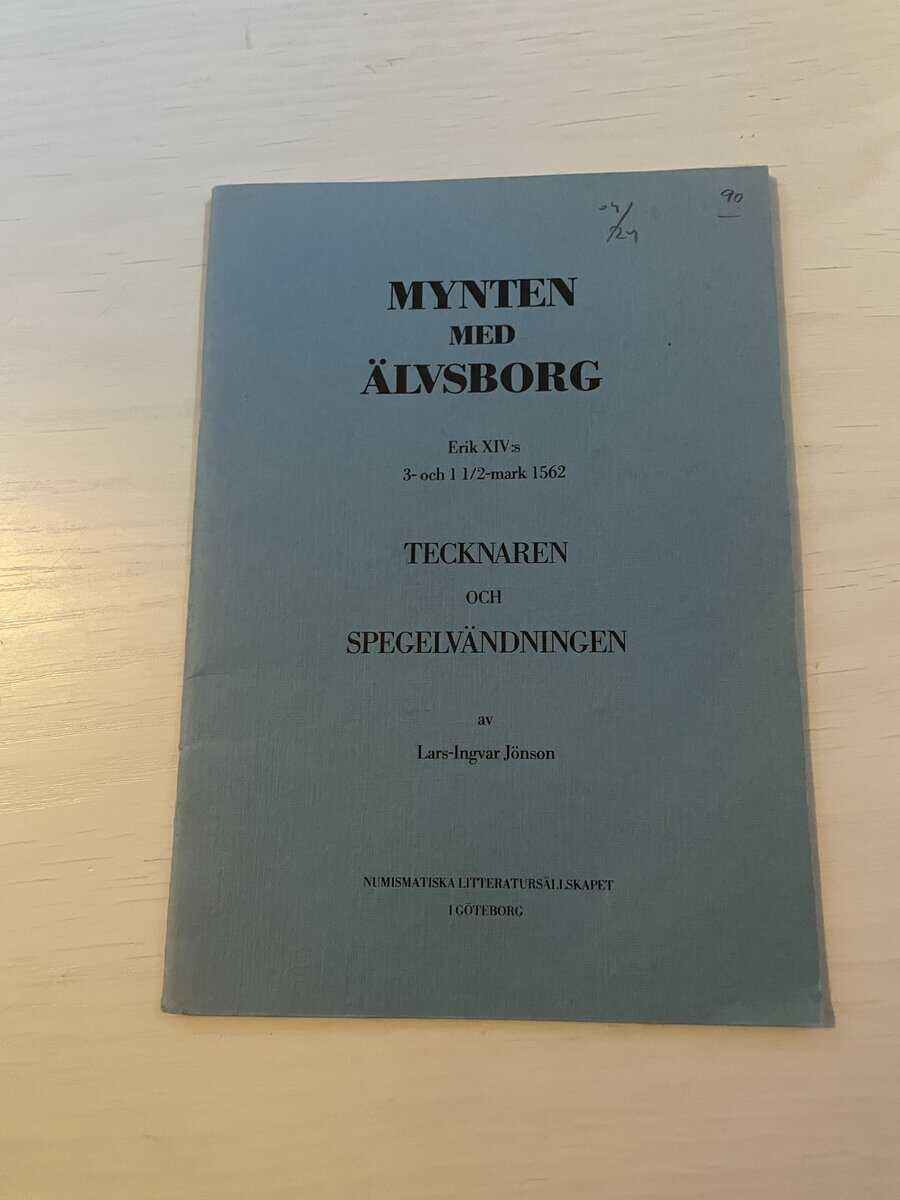 90
MYNTEN
MED
ÄLVSBORG
Erik XIV:s
3- och 1 1/2-mark 1562
TECKNAREN
OCH
SPEGELVÄNDNINGEN
av
Lars-Ingvar Jönson
NUMISMATISKA LITTERATURSÄLLSKAPET
I GÖTEBORG